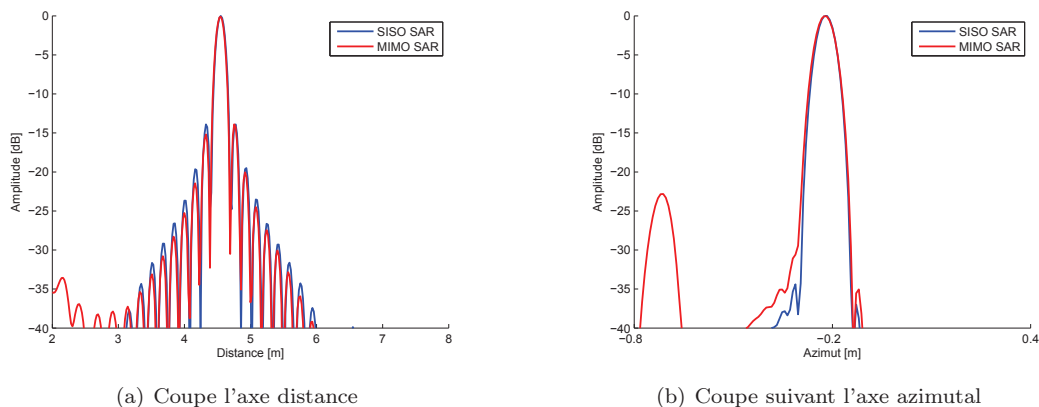 0
−5
−10
−15
−20
−25
−30
−35
−40
Amplitude [dB]
2 3 4 5 6 7 8
Distance [m]
SISO SAR
MIMO SAR
(a) Coupe l'axe distance
0
−5
−10
−15
−20
−25
−30
−35
−40
Amplitude [dB]
−0.8 −0.2 0.4
Azimut [m]
SISO SAR
MIMO SAR
(b) Coupe suivant l'axe azimutal